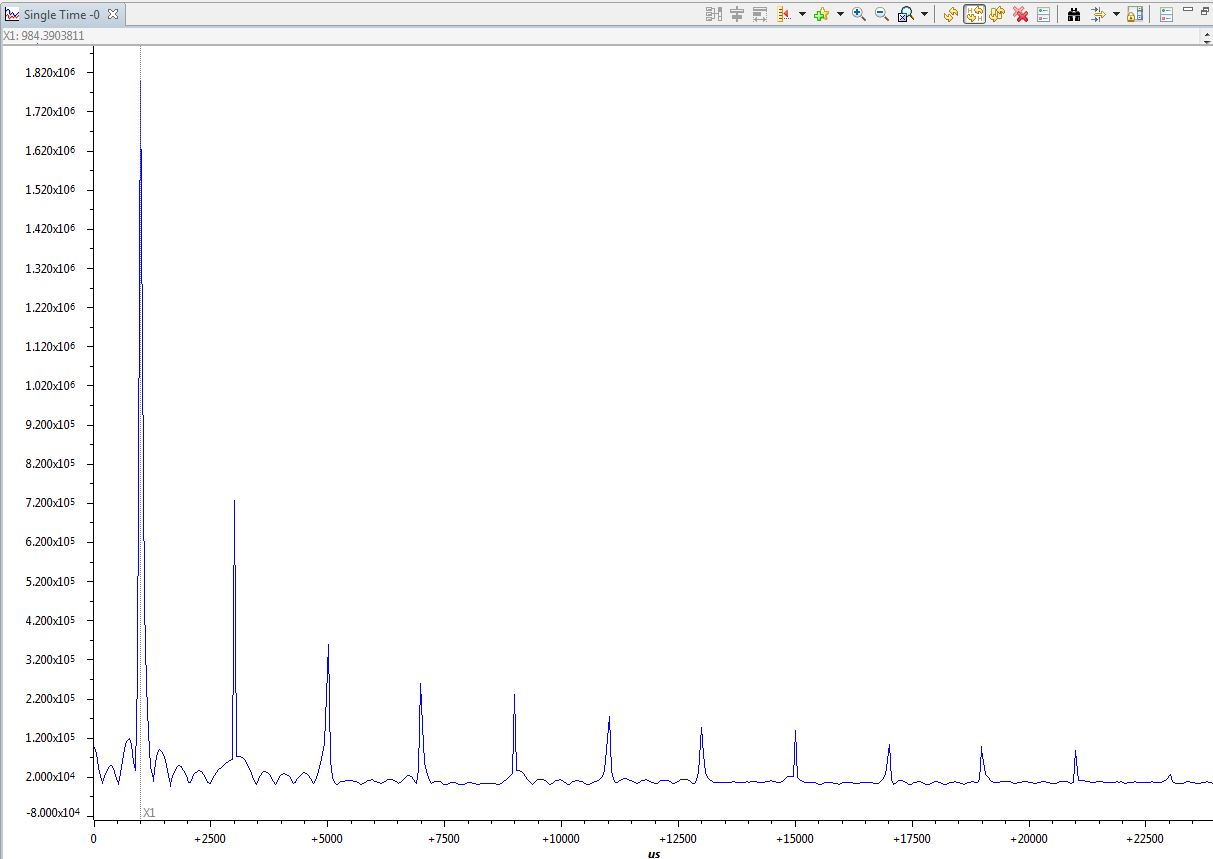 Single Time -0
X1: 984.3903811
1.820x10⁶
1.720x10⁶
1.620x10⁶
1.520x10⁶
1.420x10⁶
1.320x10⁶
1.220x10⁶
1.120x10⁶
1.020x10⁶
9.200x10⁵
8.200x10⁵
7.200x10⁵
6.200x10⁵
5.200x10⁵
4.200x10⁵
3.200x10⁵
2.200x10⁵
1.200x10⁵
2.000x10⁴
-8.000x10⁴
X1
0 +2500 +5000 +7500 +10000 +12500 +15000 +17500 +20000 +22500
us